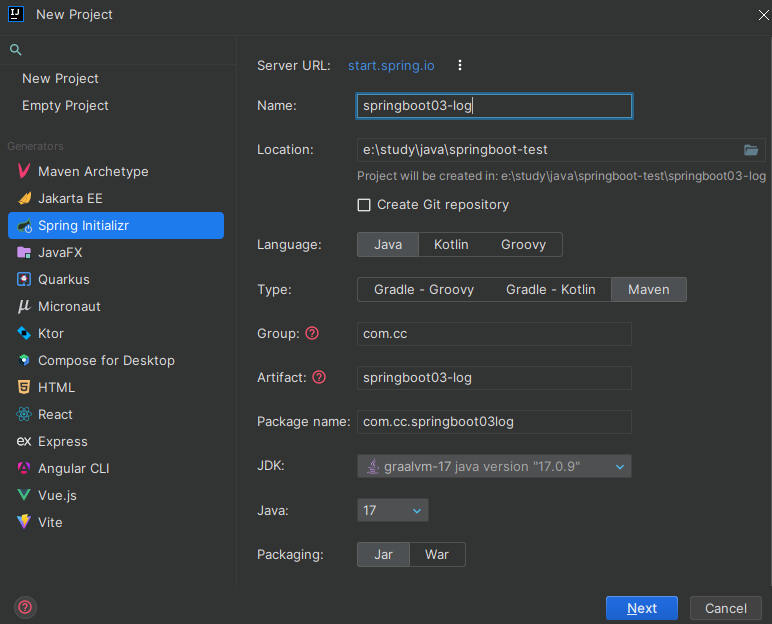 New Project
New Project
Empty Project
Generators
Maven Archetype
Jakarta EE
Spring Initializr
JavaFX
Quarkus
Micronaut
Ktor
Compose for Desktop
HTML
React
Express
Angular CLI
Vue.js
Vite
Server URL: start.spring.io
Name: springboot03-log
Location: e:\study\java\springboot-test
Project will be created in: e:\study\java\springboot-test\springboot03-log
Create Git repository
Language: Java Kotlin Groovy
Type: Gradle - Groovy Gradle - Kotlin Maven
Group: com.cc
Artifact: springboot03-log
Package name: com.cc.springboot03log
JDK: graalvm-17 java version "17.0.9"
Java: 17
Packaging: Jar War
Next Cancel